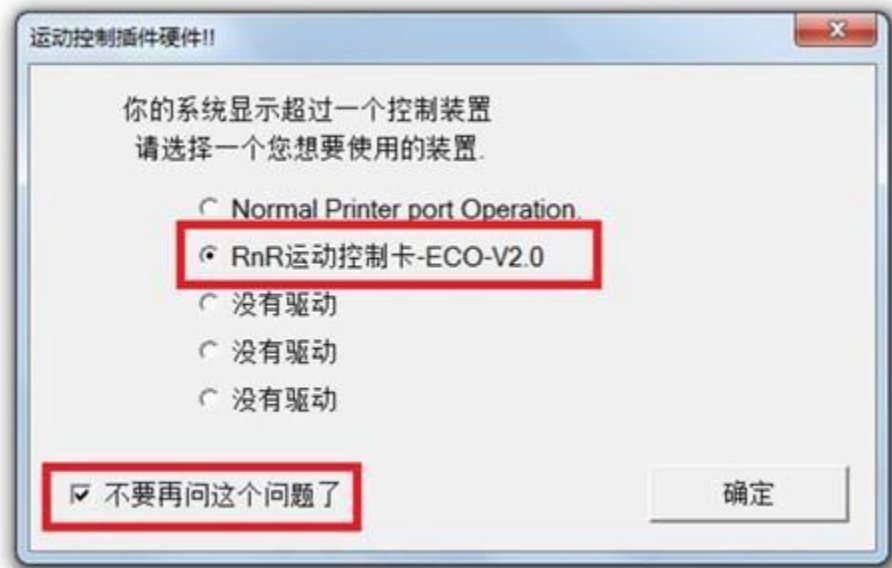 运动控制插件硬件!!
你的系统显示超过一个控制装置
请选择一个您想要使用的装置.
Normal Printer port Operation.
RnR运动控制卡-ECO-V2.0
没有驱动
没有驱动
没有驱动
不要再问这个问题了
确定